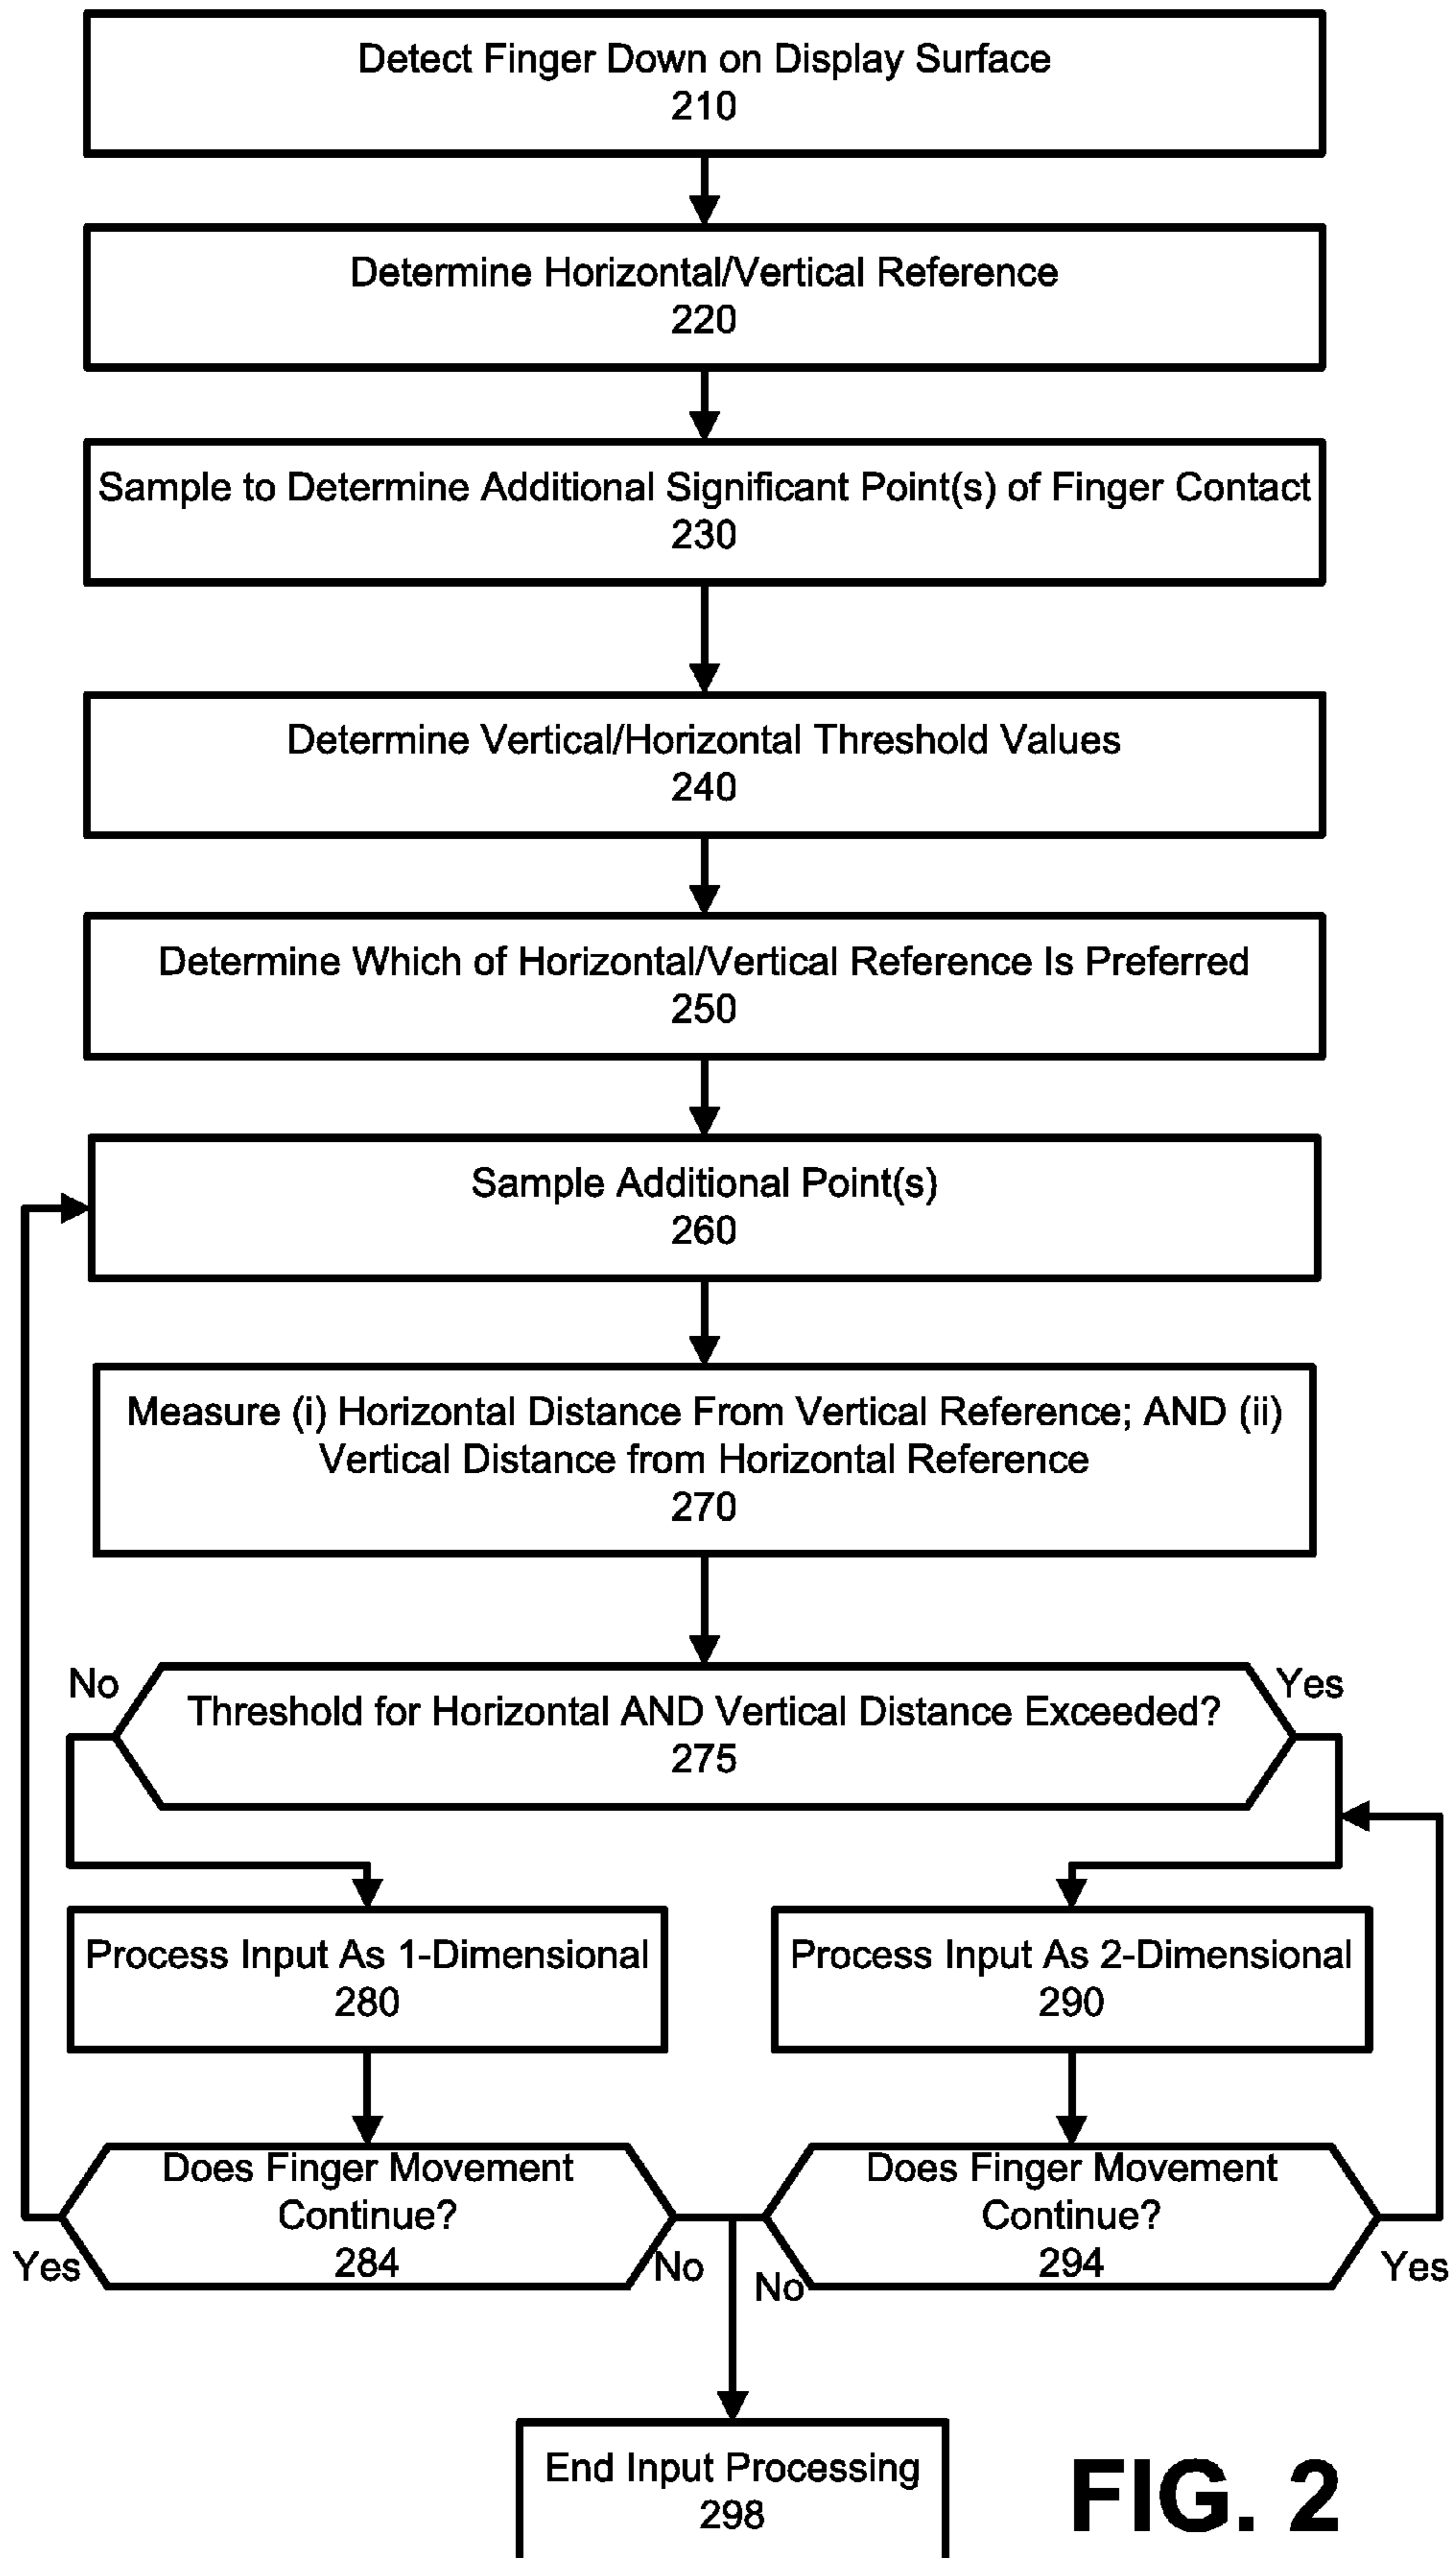 Detect Finger Down on Display Surface
210
Determine Horizontal/Vertical Reference
220
Sample to Determine Additional Significant Point(s) of Finger Contact
230
Determine Vertical/Horizontal Threshold Values
240
Determine Which of Horizontal/Vertical Reference Is Preferred
250
Sample Additional Point(s)
260
Measure (i) Horizontal Distance From Vertical Reference; AND (ii)
Vertical Distance from Horizontal Reference
270
No
Yes
Threshold for Horizontal AND Vertical Distance Exceeded?
275
Process Input As 1-Dimensional
280
Process Input As 2-Dimensional
290
Does Finger Movement
Continue?
284
Yes
No
Does Finger Movement
Continue?
294
No
Yes
End Input Processing
298
FIG. 2